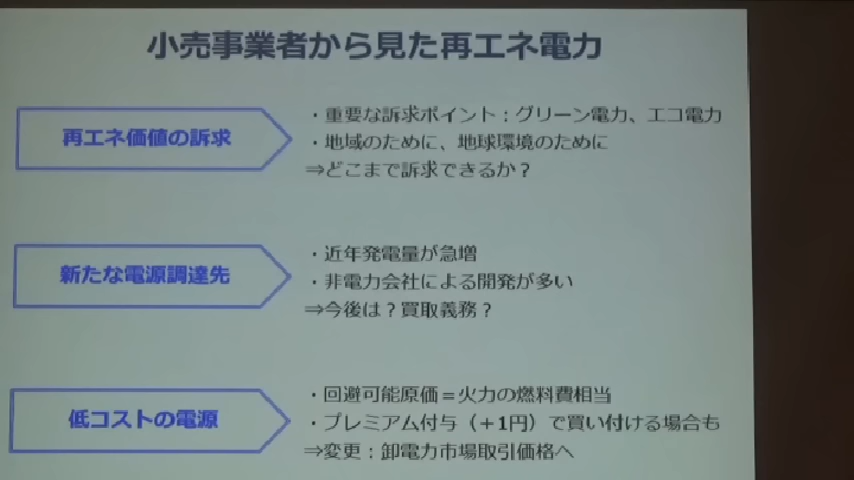 小売事業者から見た再エネ電力
再エネ価値の訴求
・重要な訴求ポイント：グリーン電力、エコ電力
・地域のために、地球環境のために
⇒どこまで訴求できるか？
新たな電源調達先
・近年発電量が急増
・非電力会社による開発が多い
⇒今後は？買取義務？
低コストの電源
・回避可能原価＝火力の燃料費相当
・プレミアム付与（＋1円）で買い付ける場合も
⇒変更：卸電力市場取引価格へ